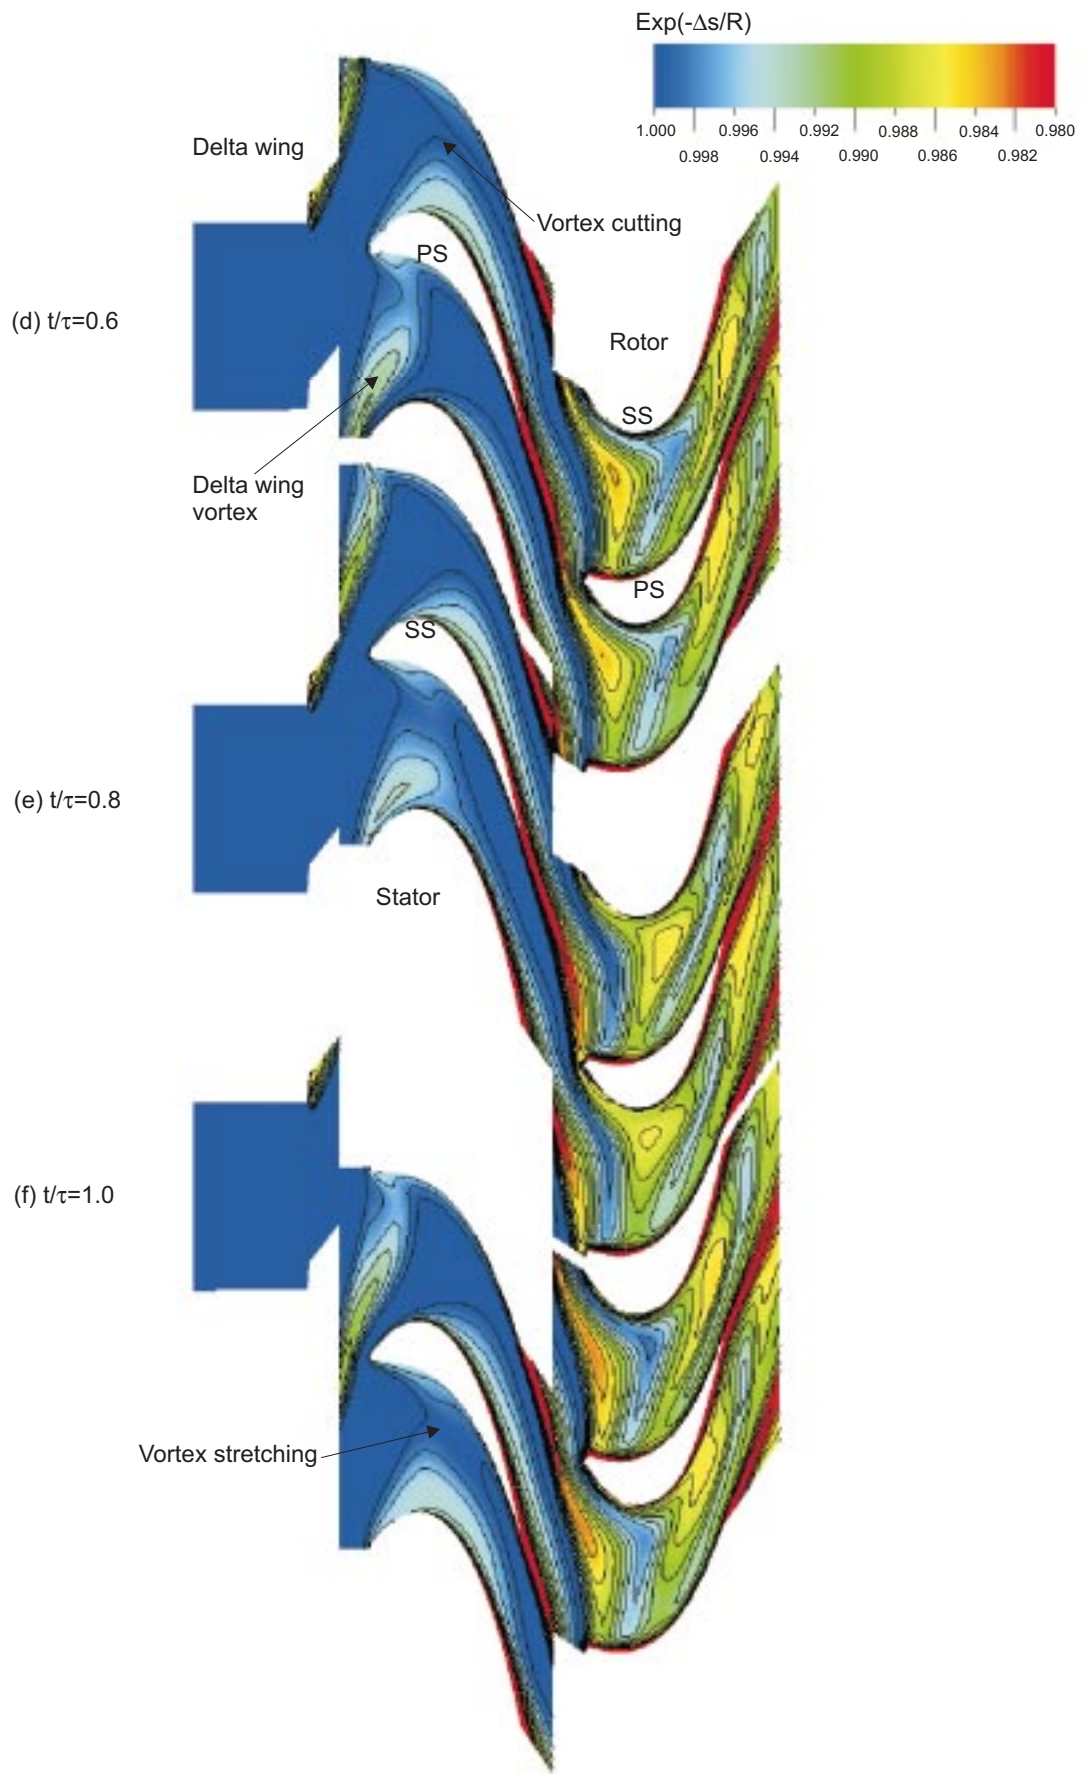 Exp(-Δs/R)
1.000 0.996 0.992 0.988 0.984 0.980
0.998 0.994 0.990 0.986 0.982
Delta wing
Vortex cutting
PS
(d) t/τ=0.6
Rotor
SS
Delta wing
vortex
PS
SS
(e) t/τ=0.8
Stator
(f) t/τ=1.0
Vortex stretching